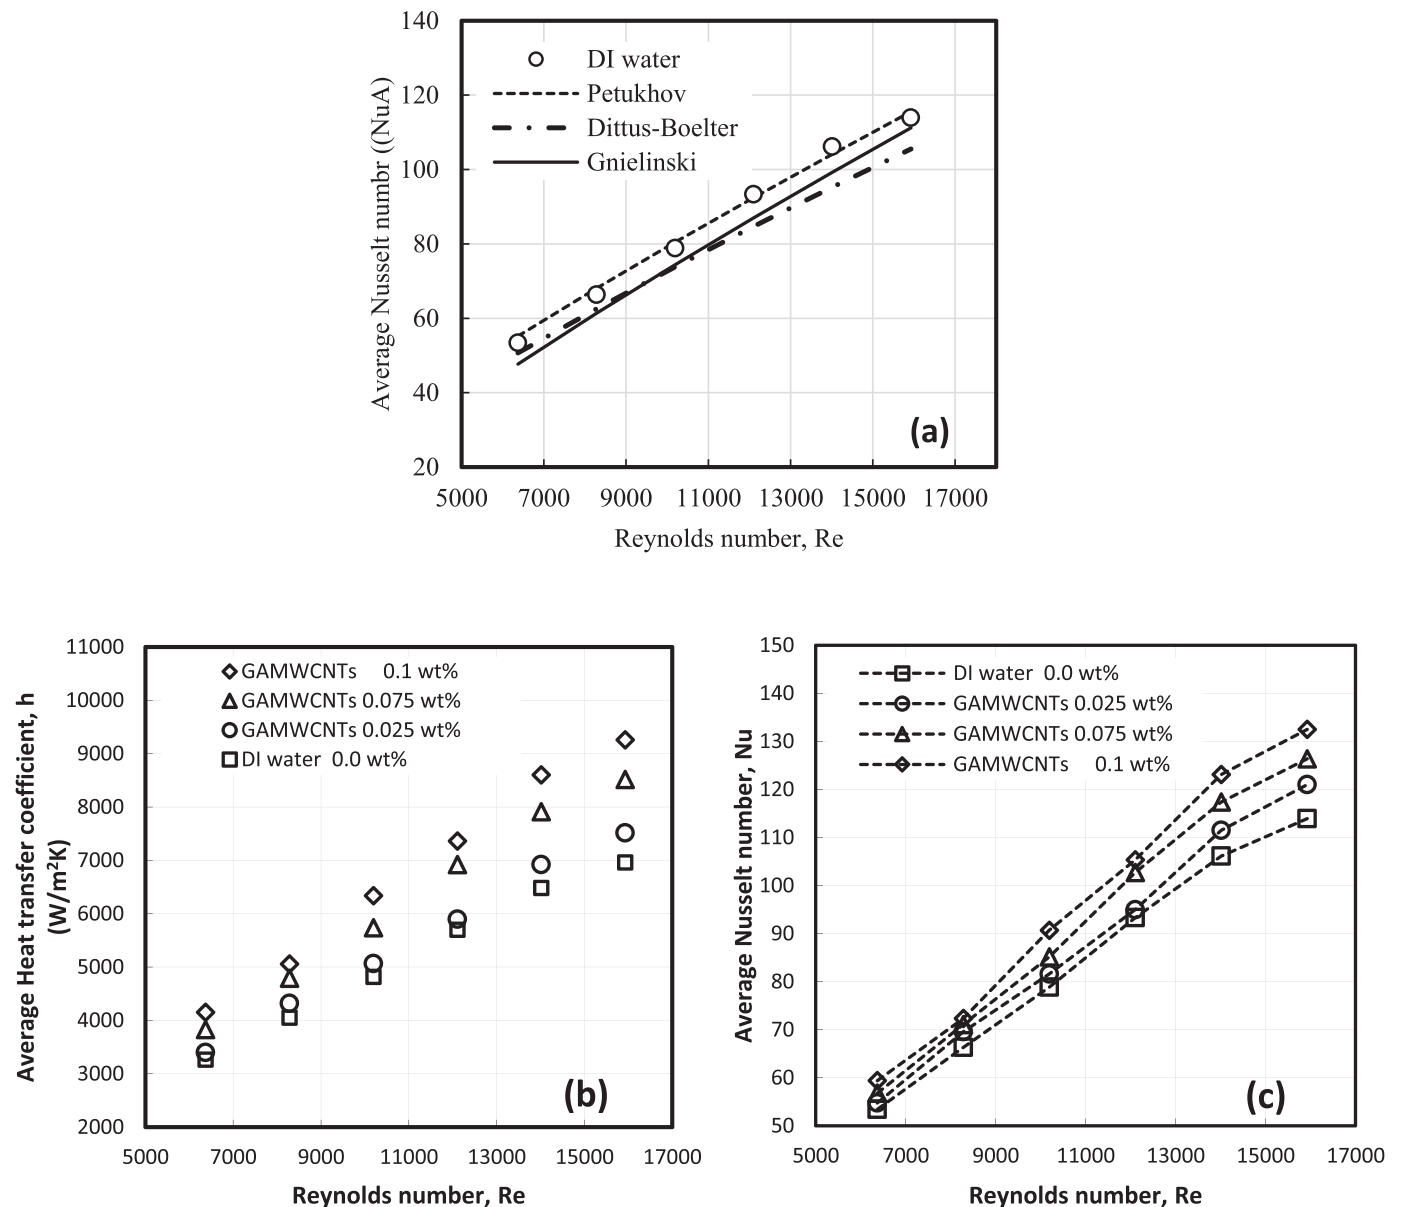 140
120
100
80
60
40
20
Average Nusselt numbr ((NuA)
DI water
Petukhov
Dittus-Boelter
Gnielinski
(a)
5000 7000 9000 11000 13000 15000 17000
Reynolds number, Re
11000
10000
9000
8000
7000
6000
5000
4000
3000
2000
Average Heat transfer coefficient, h
(W/m²K)
GAMWCNTs 0.1 wt%
GAMWCNTs 0.075 wt%
GAMWCNTs 0.025 wt%
DI water 0.0 wt%
(b)
5000 7000 9000 11000 13000 15000 17000
Reynolds number, Re
150
140
130
120
110
100
90
80
70
60
50
Average Nusselt number, Nu
DI water 0.0 wt%
GAMWCNTs 0.025 wt%
GAMWCNTs 0.075 wt%
GAMWCNTs 0.1 wt%
(c)
5000 7000 9000 11000 13000 15000 17000
Reynolds number, Re